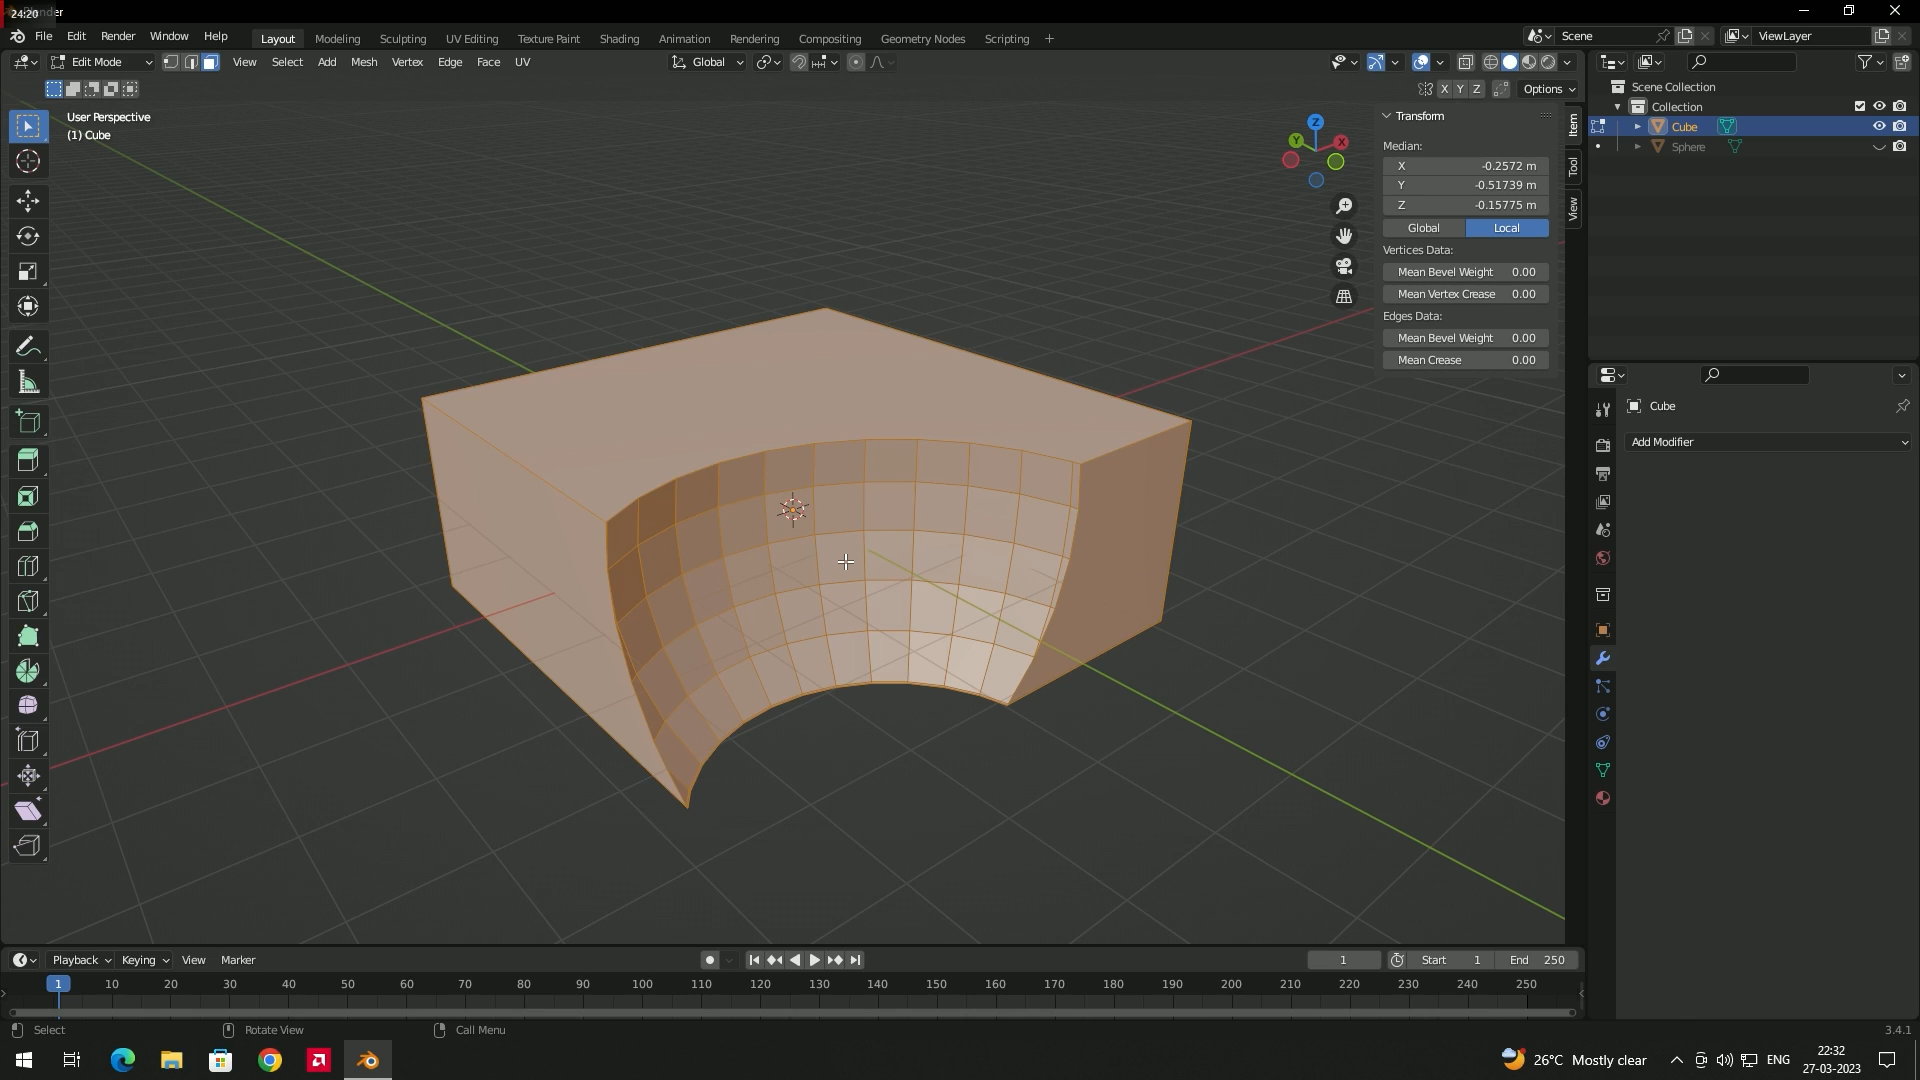 24:20
File Edit Render Window Help
Layout Modeling Sculpting UV Editing Texture Paint Shading Animation Rendering Compositing Geometry Nodes Scripting +
Scene
ViewLayer
Edit Mode
View Select Add Mesh Vertex Edge Face UV
Global
X Y Z
Options
User Perspective
(1) Cube
Z
Y
X
Transform
Median:
X -0.2572 m
Y -0.51739 m
Z -0.15775 m
Global Local
Vertices Data:
Mean Bevel Weight 0.00
Mean Vertex Crease 0.00
Edges Data:
Mean Bevel Weight 0.00
Mean Crease 0.00
Item
Tool
View
Scene Collection
Collection
Cube
Sphere
Cube
Add Modifier
Playback Keying View Marker
1
Start 1
End 250
1 10 20 30 40 50 60 70 80 90 100 110 120 130 140 150 160 170 180 190 200 210 220 230 240 250
Select
Rotate View
Call Menu
3.4.1
26°C Mostly clear
ENG
22:32
27-03-2023